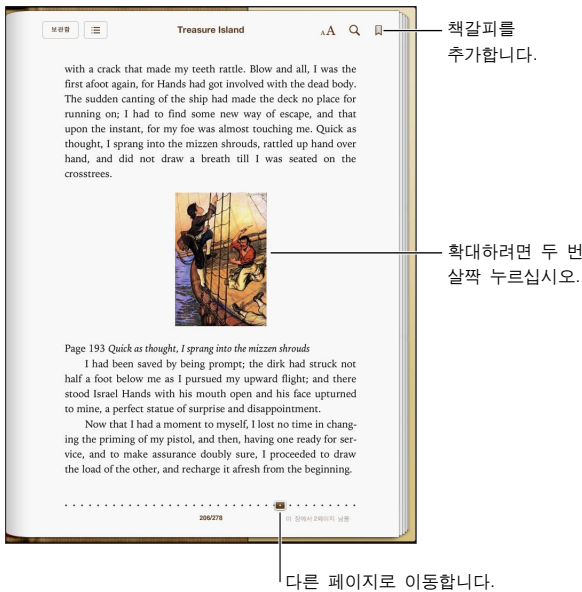 보관함 Treasure Island AA
책갈피를
추가합니다.
with a crack that made my teeth rattle. Blow and all, I was the
first afoot again, for Hands had got involved with the dead body.
The sudden canting of the ship had made the deck no place for
running on; I had to find some new way of escape, and that
upon the instant, for my foe was almost touching me. Quick as
thought, I sprang into the mizzen shrouds, rattled up hand over
hand, and did not draw a breath till I was seated on the
crosstrees.
확대하려면 두 번
살짝 누르십시오.
Page 193 Quick as thought, I sprang into the mizzen shrouds
I had been saved by being prompt; the dirk had struck not
half a foot below me as I pursued my upward flight; and there
stood Israel Hands with his mouth open and his face upturned
to mine, a perfect statue of surprise and disappointment.
Now that I had a moment to myself, I lost no time in chang-
ing the priming of my pistol, and then, having one ready for ser-
vice, and to make assurance doubly sure, I proceeded to draw
the load of the other, and recharge it afresh from the beginning.
206/278 이 장에서 2페이지 남음
다른 페이지로 이동합니다.